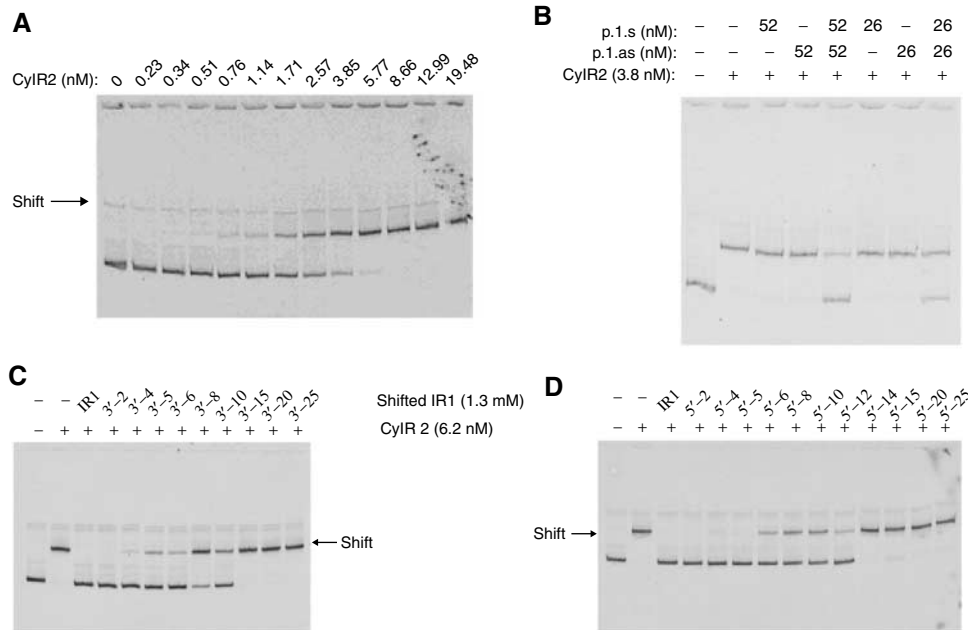 A
CylR2 (nM): 0 0.23 0.34 0.51 0.76 1.14 1.71 2.57 3.85 5.77 8.66 12.99 19.48
Shift
B
p.1.s (nM): – 52 – 52 26 – 26
p.1.as (nM): – – 52 52 – 26 26
CylR2 (3.8 nM): – + + + + + + +
C
– – IR1 3′–2 3′–4 3′–5 3′–6 3′–8 3′–10 3′–15 3′–20 3′–25 Shifted IR1 (1.3 mM)
– + + + + + + + + + + + CylR 2 (6.2 nM)
Shift
D
– – IR1 5′–2 5′–4 5′–5 5′–6 5′–8 5′–10 5′–12 5′–14 5′–15 5′–20 5′–25
– + + + + + + + + + + + + +
Shift